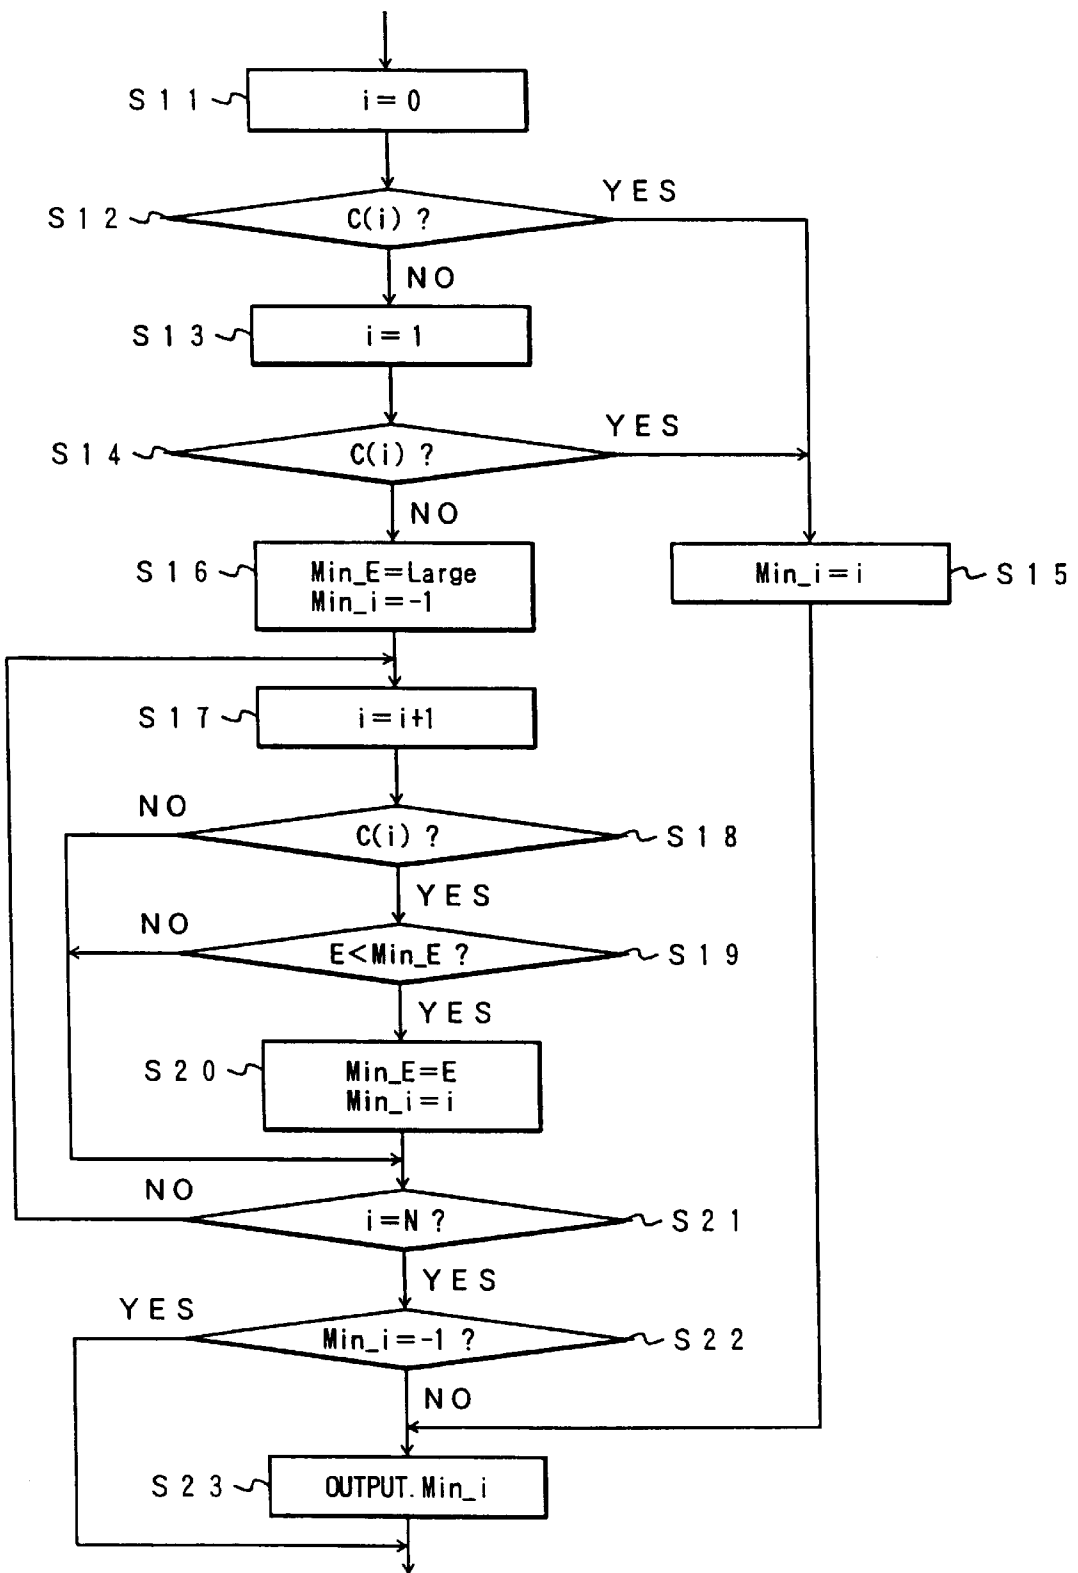 S11
i=0
YES
S12
C(i) ?
NO
S13
i=1
YES
S14
C(i) ?
NO
S16
Min_E=Large
Min_i=-1
Min_i=i
S15
S17
i=i+1
NO
C(i) ?
S18
YES
NO
E<Min_E ?
S19
YES
S20
Min_E=E
Min_i=i
NO
i=N ?
S21
YES
YES
Min_i=-1 ?
S22
NO
S23
OUTPUT. Min_i